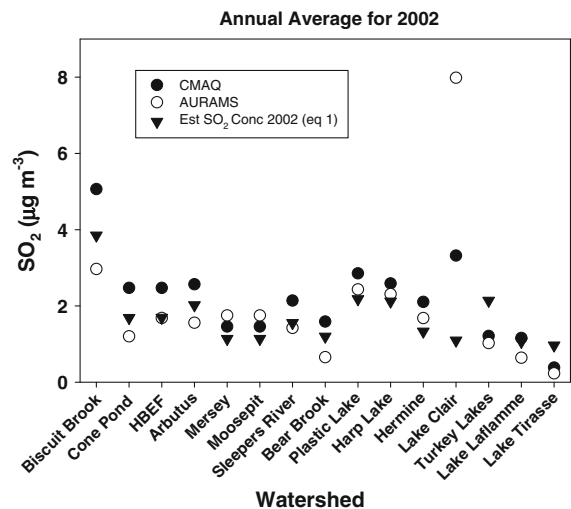 Annual Average for 2002
CMAQ
AURAMS
Est SO₂ Conc 2002 (eq 1)
SO₂ (μg m⁻³)
8
6
4
2
0
Biscuit Brook
Cone Pond
HBEF
Arbutus
Mersey
Moosepit
Sleepers River
Bear Brook
Plastic Lake
Harp Lake
Hermine
Lake Clair
Turkey Lakes
Lake Laflamme
Lake Tirasse
Watershed